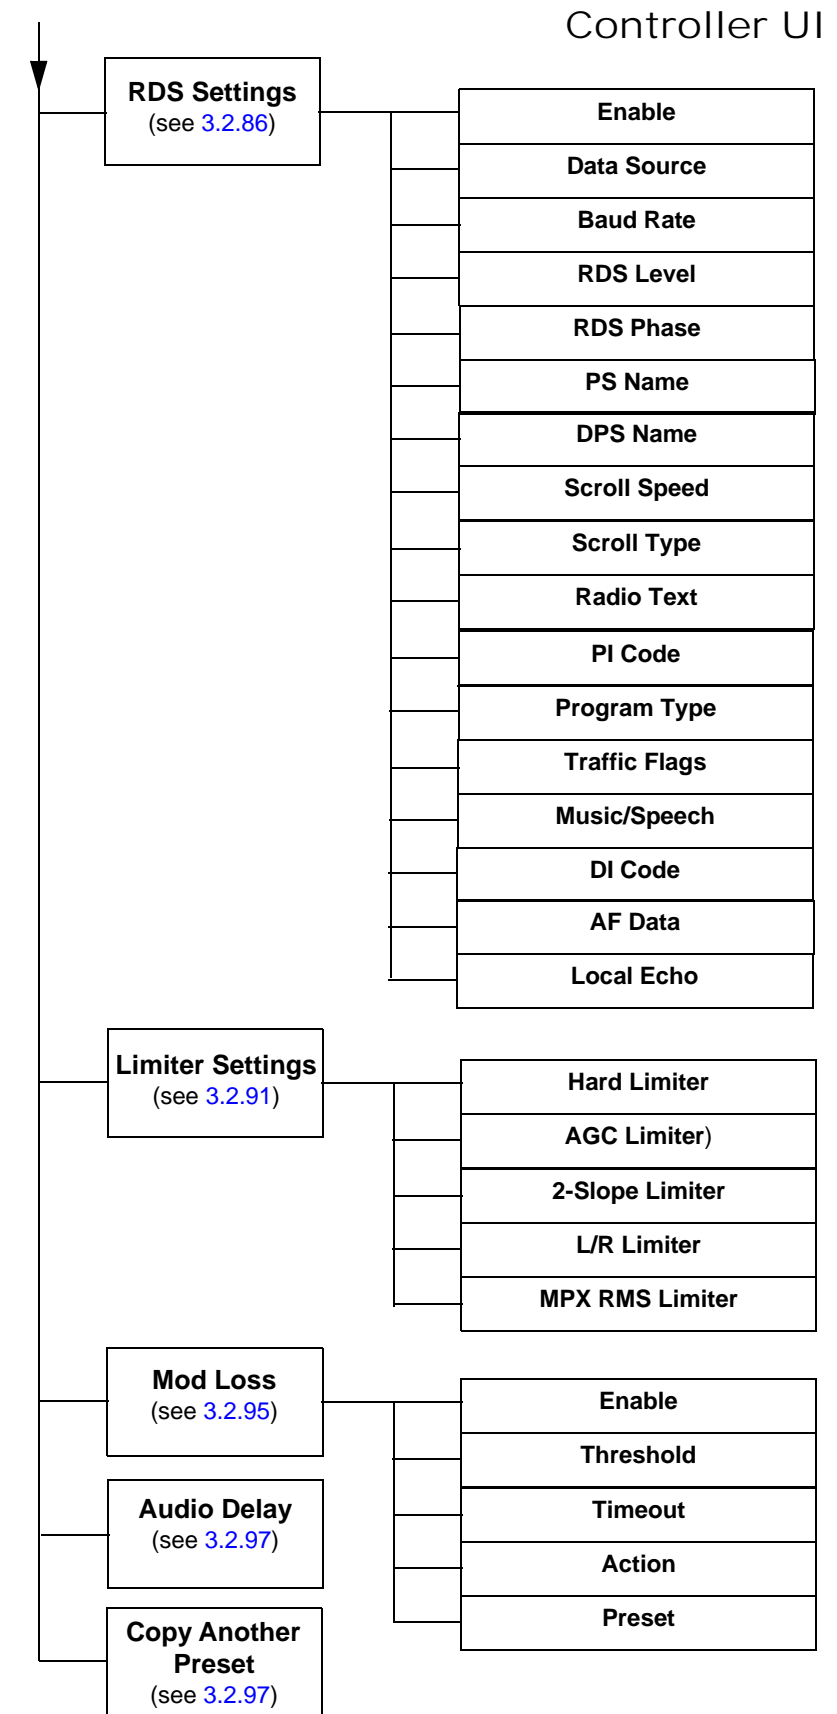 Controller UI
RDS Settings
(see 3.2.86)
Enable
Data Source
Baud Rate
RDS Level
RDS Phase
PS Name
DPS Name
Scroll Speed
Scroll Type
Radio Text
PI Code
Program Type
Traffic Flags
Music/Speech
DI Code
AF Data
Local Echo
Limiter Settings
(see 3.2.91)
Hard Limiter
AGC Limiter)
2-Slope Limiter
L/R Limiter
MPX RMS Limiter
Mod Loss
(see 3.2.95)
Enable
Threshold
Timeout
Action
Preset
Audio Delay
(see 3.2.97)
Copy Another
Preset
(see 3.2.97)